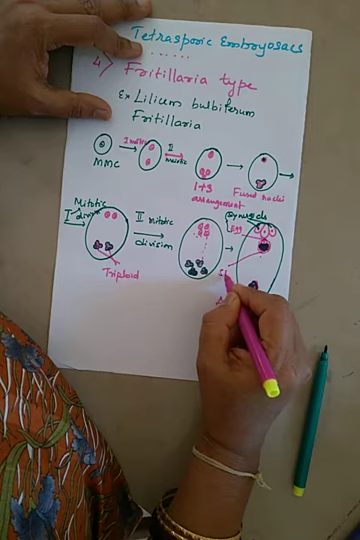 Tetrasporic Embryosacs
4) Fritillaria type
Ex Lilium bulbiferum
Fritillaria
MMC
I meiotic
II
meiotic
1+3
arrangement
Fused nuclei
Mitotic
I division
Triploid
II mitotic
division
Synergids
Egg